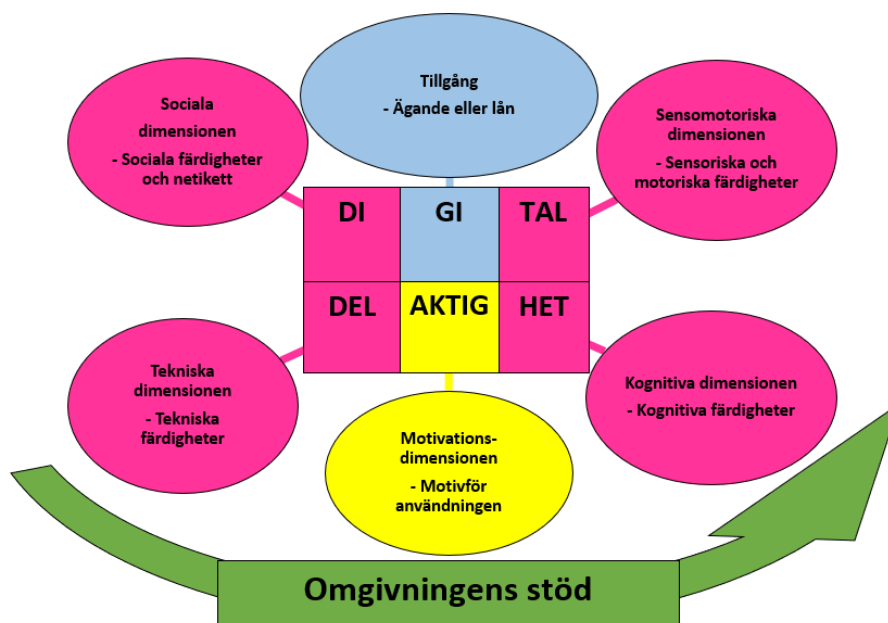 Tillgång
- Ägande eller lån
Sociala
dimensionen
- Sociala färdigheter
och netikett
Sensomotoriska
dimensionen
- Sensoriska och
motoriska färdigheter
DI GI TAL
DEL AKTIG HET
Tekniska
dimensionen
- Tekniska
färdigheter
Kognitiva dimensionen
- Kognitiva färdigheter
Motivations-
dimensionen
- Motivför
användningen
Omgivningens stöd